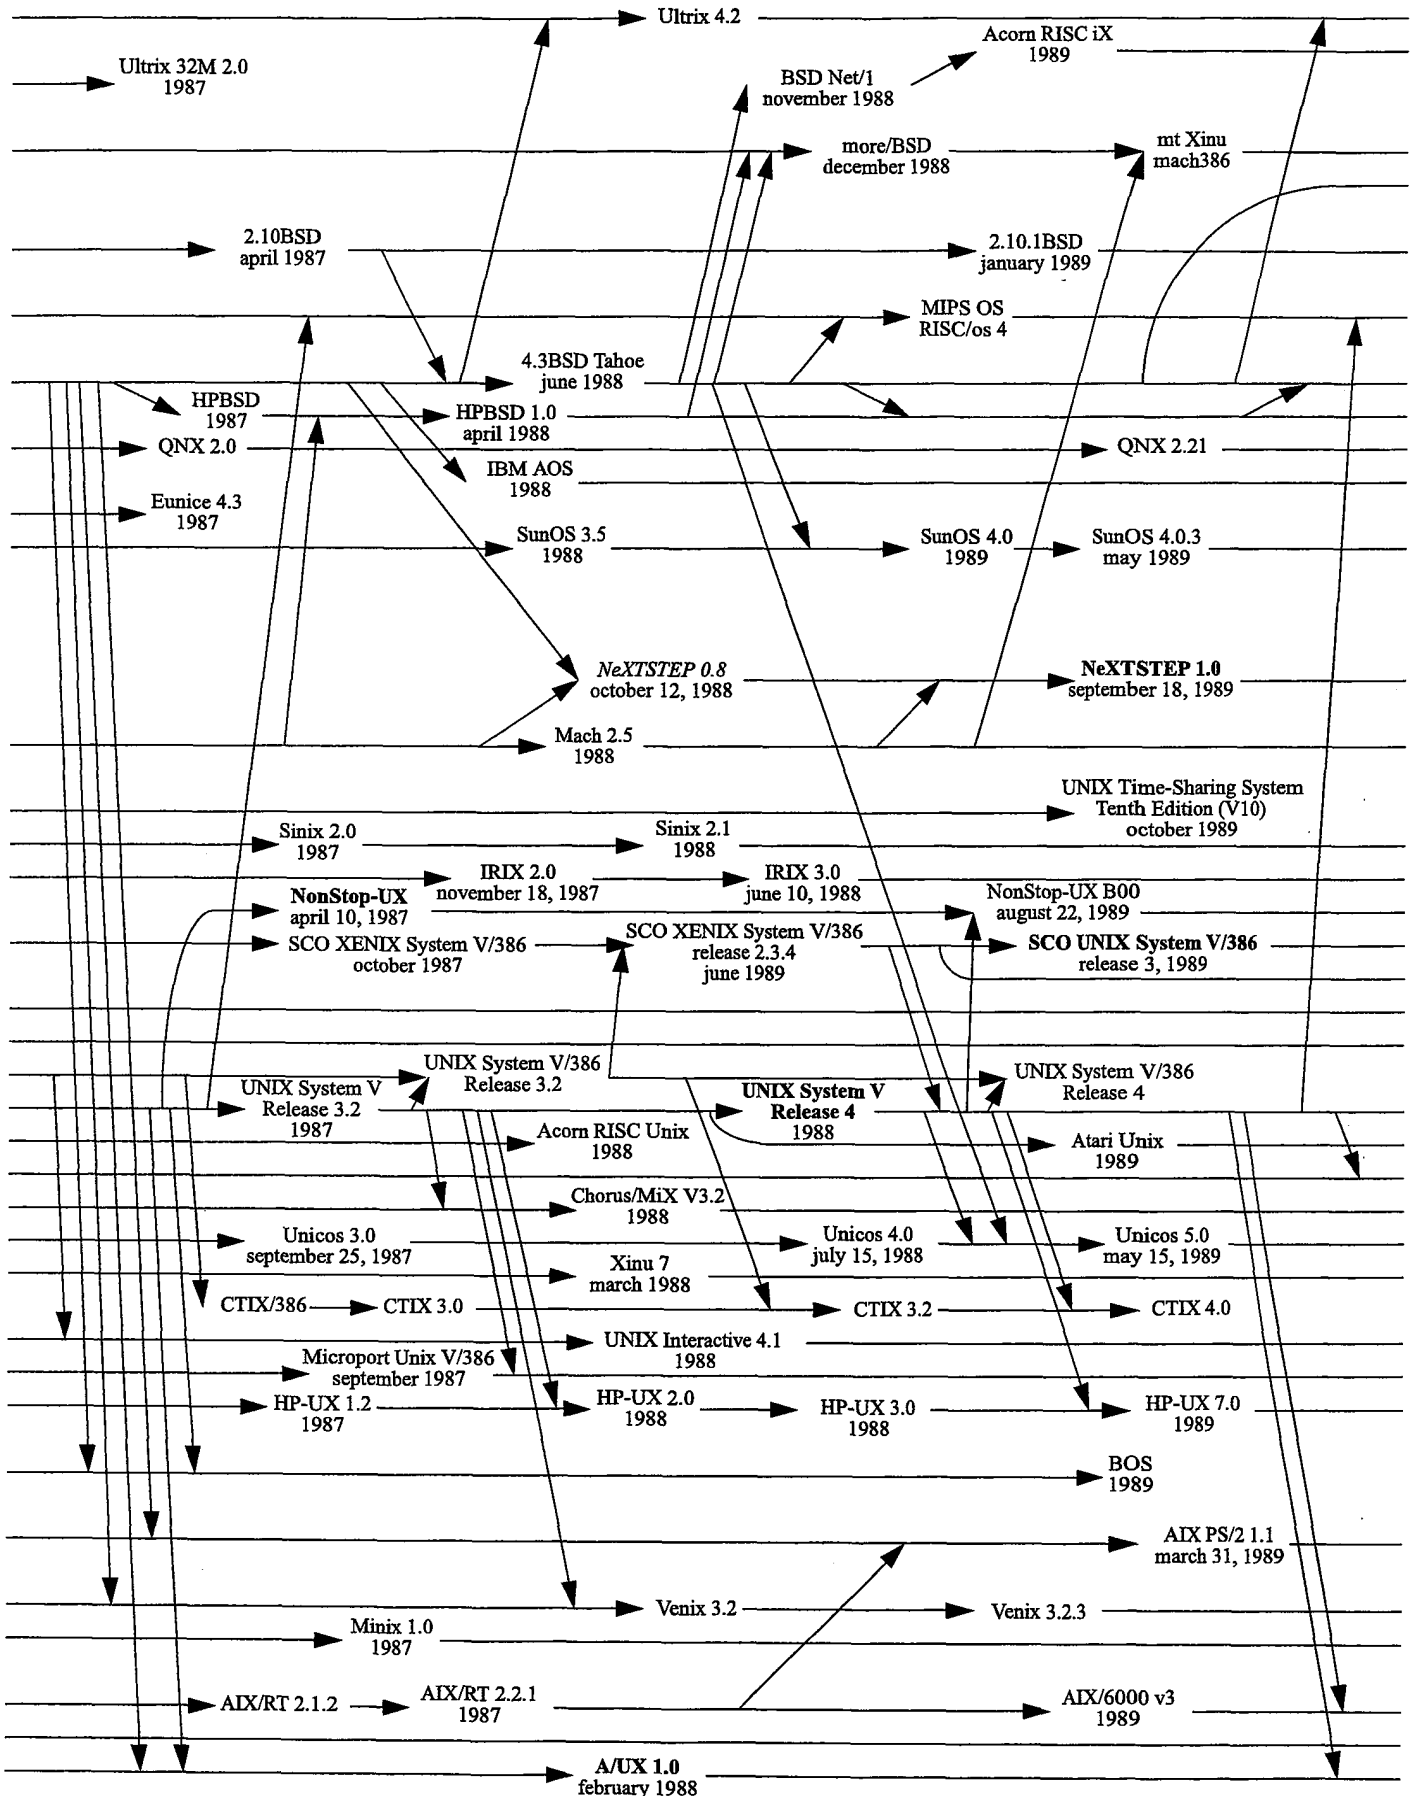 Ultrix 4.2
Acorn RISC iX
1989
Ultrix 32M 2.0
1987
BSD Net/1
november 1988
more/BSD
december 1988
mt Xinu
mach386
2.10BSD
april 1987
2.10.1BSD
january 1989
MIPS OS
RISC/os 4
4.3BSD Tahoe
june 1988
HPBSD
1987
HPBSD 1.0
april 1988
QNX 2.0
QNX 2.21
IBM AOS
1988
Eunice 4.3
1987
SunOS 3.5
1988
SunOS 4.0
1989
SunOS 4.0.3
may 1989
NeXTSTEP 0.8
october 12, 1988
NeXTSTEP 1.0
september 18, 1989
Mach 2.5
1988
UNIX Time-Sharing System
Tenth Edition (V10)
october 1989
Sinix 2.0
1987
Sinix 2.1
1988
IRIX 2.0
november 18, 1987
IRIX 3.0
june 10, 1988
NonStop-UX
april 10, 1987
NonStop-UX B00
august 22, 1989
SCO XENIX System V/386
october 1987
SCO XENIX System V/386
release 2.3.4
june 1989
SCO UNIX System V/386
release 3, 1989
UNIX System V/386
Release 3.2
UNIX System V/386
Release 4
UNIX System V
Release 3.2
1987
UNIX System V
Release 4
1988
Acorn RISC Unix
1988
Atari Unix
1989
Chorus/MiX V3.2
1988
Unicos 3.0
september 25, 1987
Unicos 4.0
july 15, 1988
Unicos 5.0
may 15, 1989
Xinu 7
march 1988
CTIX/386
CTIX 3.0
CTIX 3.2
CTIX 4.0
UNIX Interactive 4.1
1988
Microport Unix V/386
september 1987
HP-UX 1.2
1987
HP-UX 2.0
1988
HP-UX 3.0
1988
HP-UX 7.0
1989
BOS
1989
AIX PS/2 1.1
march 31, 1989
Venix 3.2
Venix 3.2.3
Minix 1.0
1987
AIX/RT 2.1.2
AIX/RT 2.2.1
1987
AIX/6000 v3
1989
A/UX 1.0
february 1988